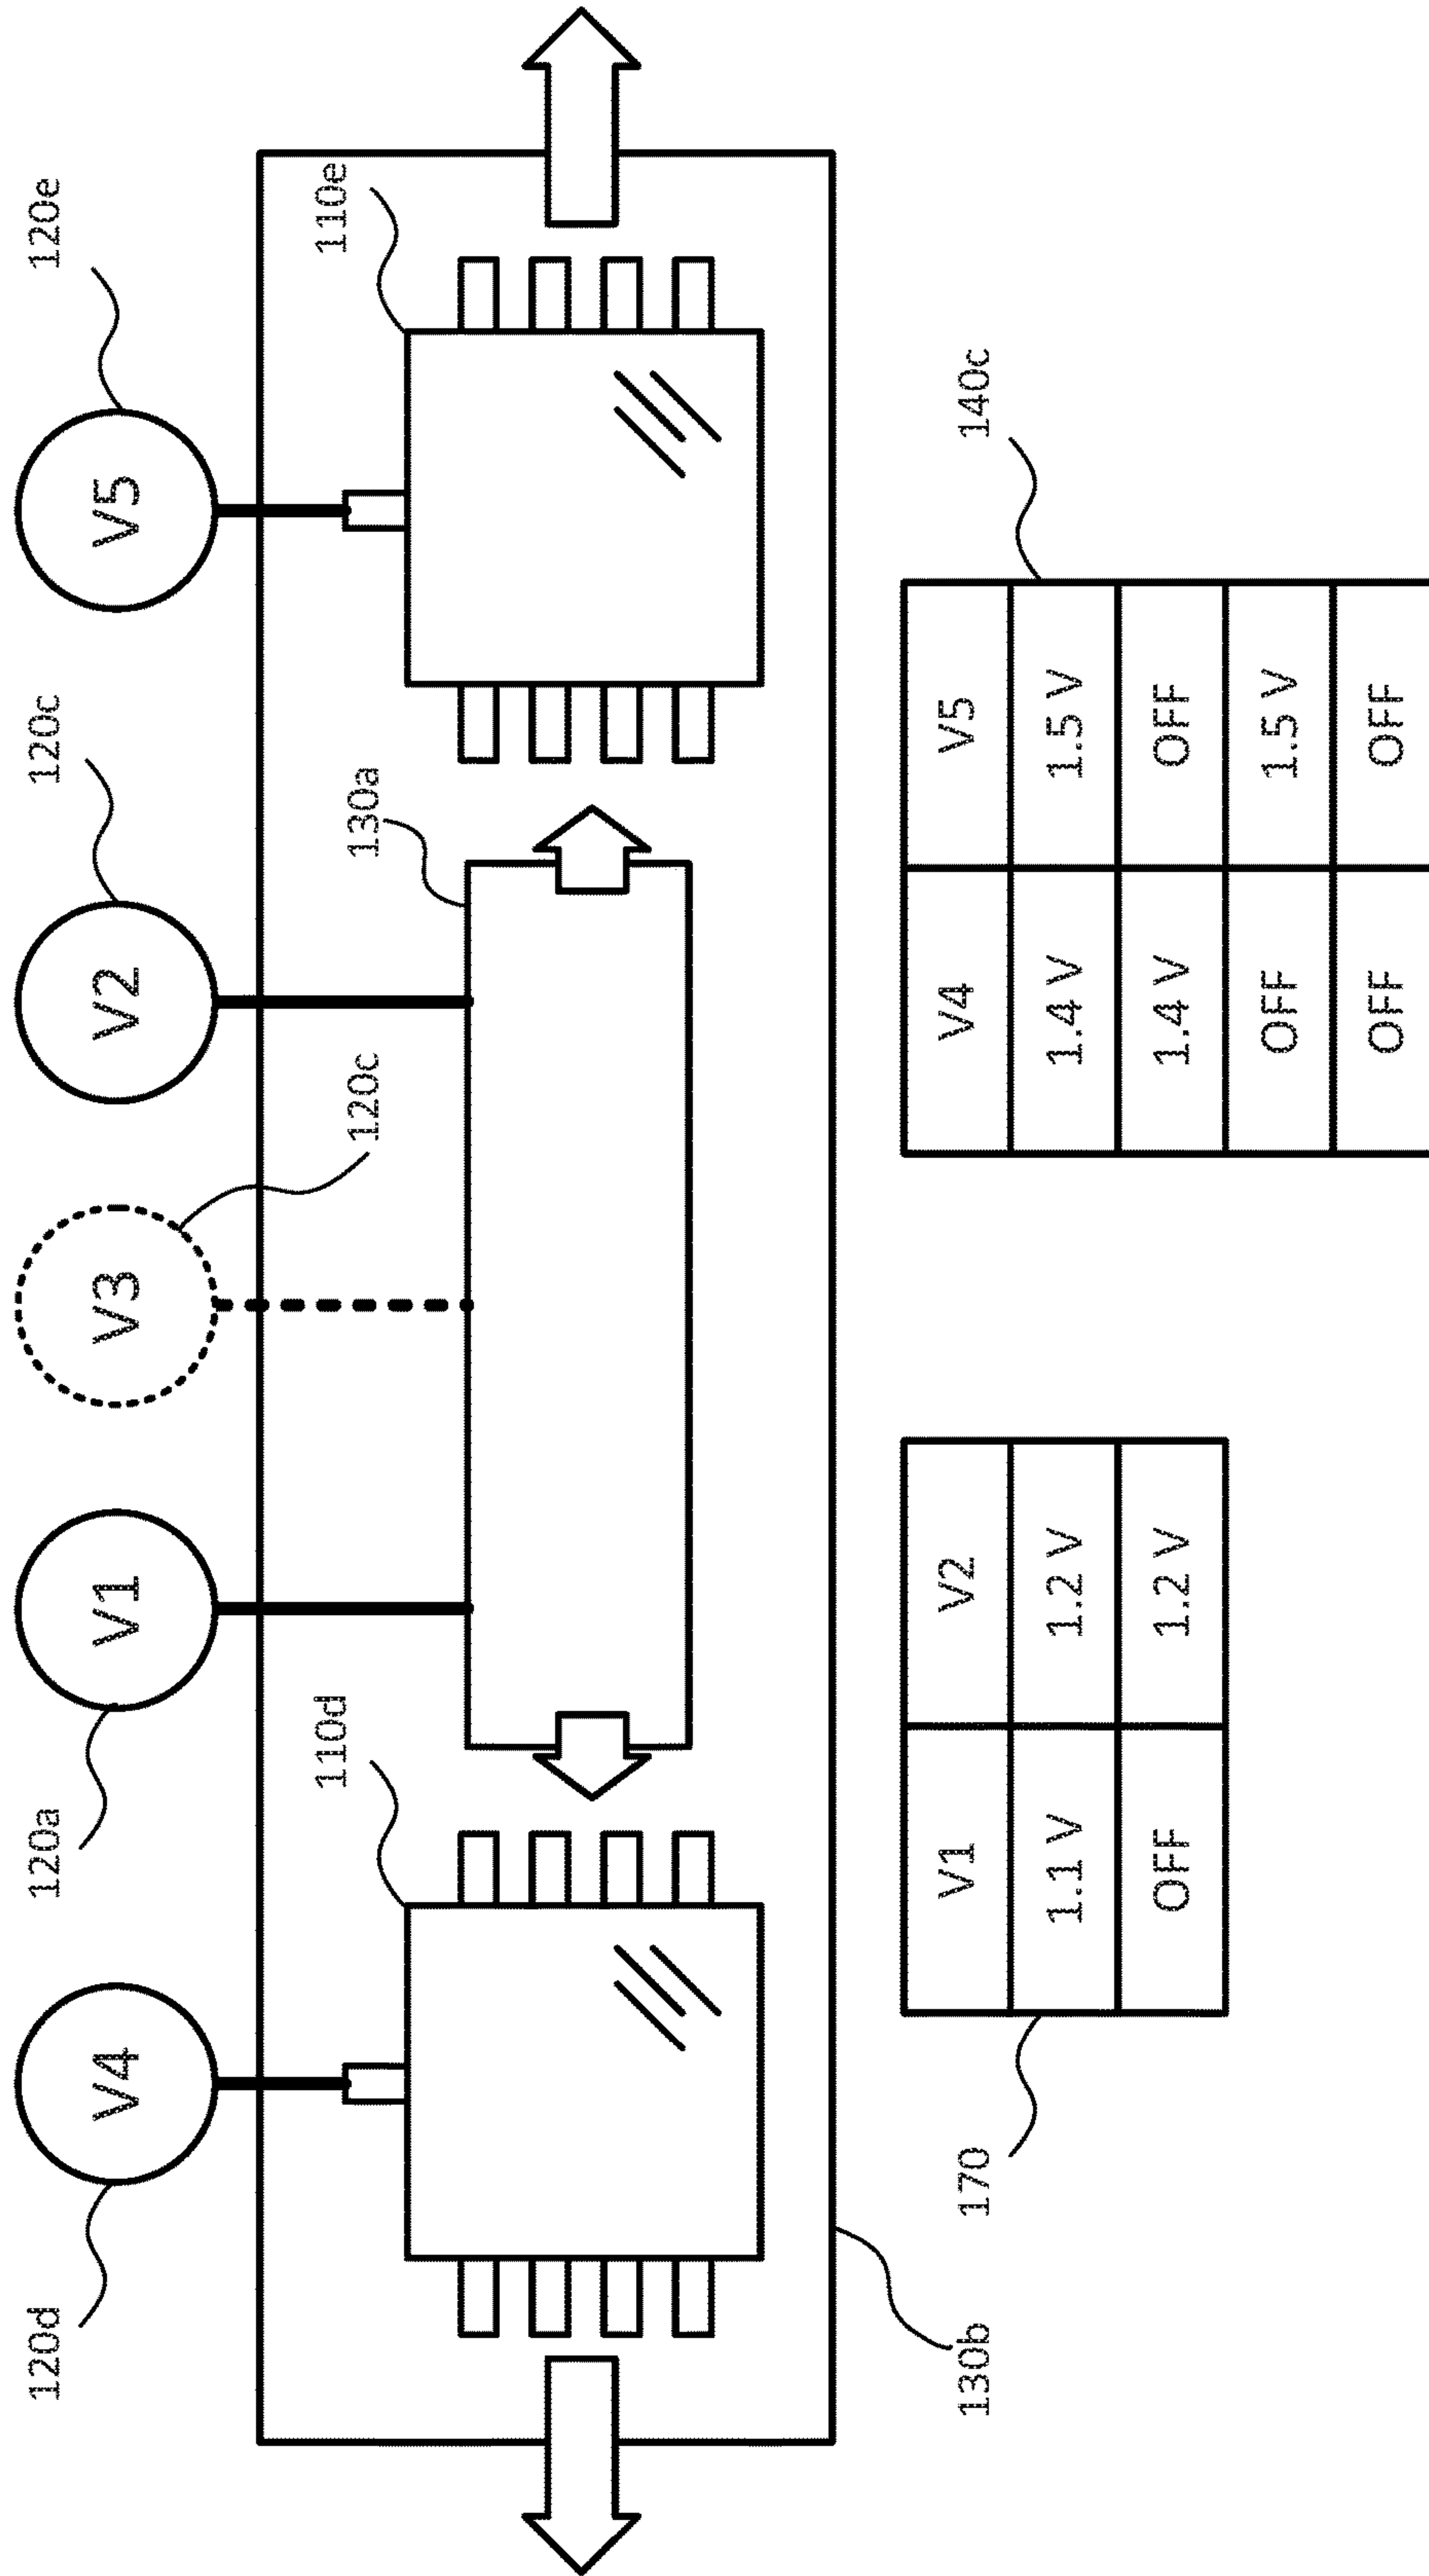 120d
120a
120c
120e
V4
V1
V3
V2
V5
110d
120c
130a
110e
130b
170
140c
V1 V2
1.1 V 1.2 V
OFF 1.2 V
V4 V5
1.4 V 1.5 V
1.4 V OFF
OFF 1.5 V
OFF OFF